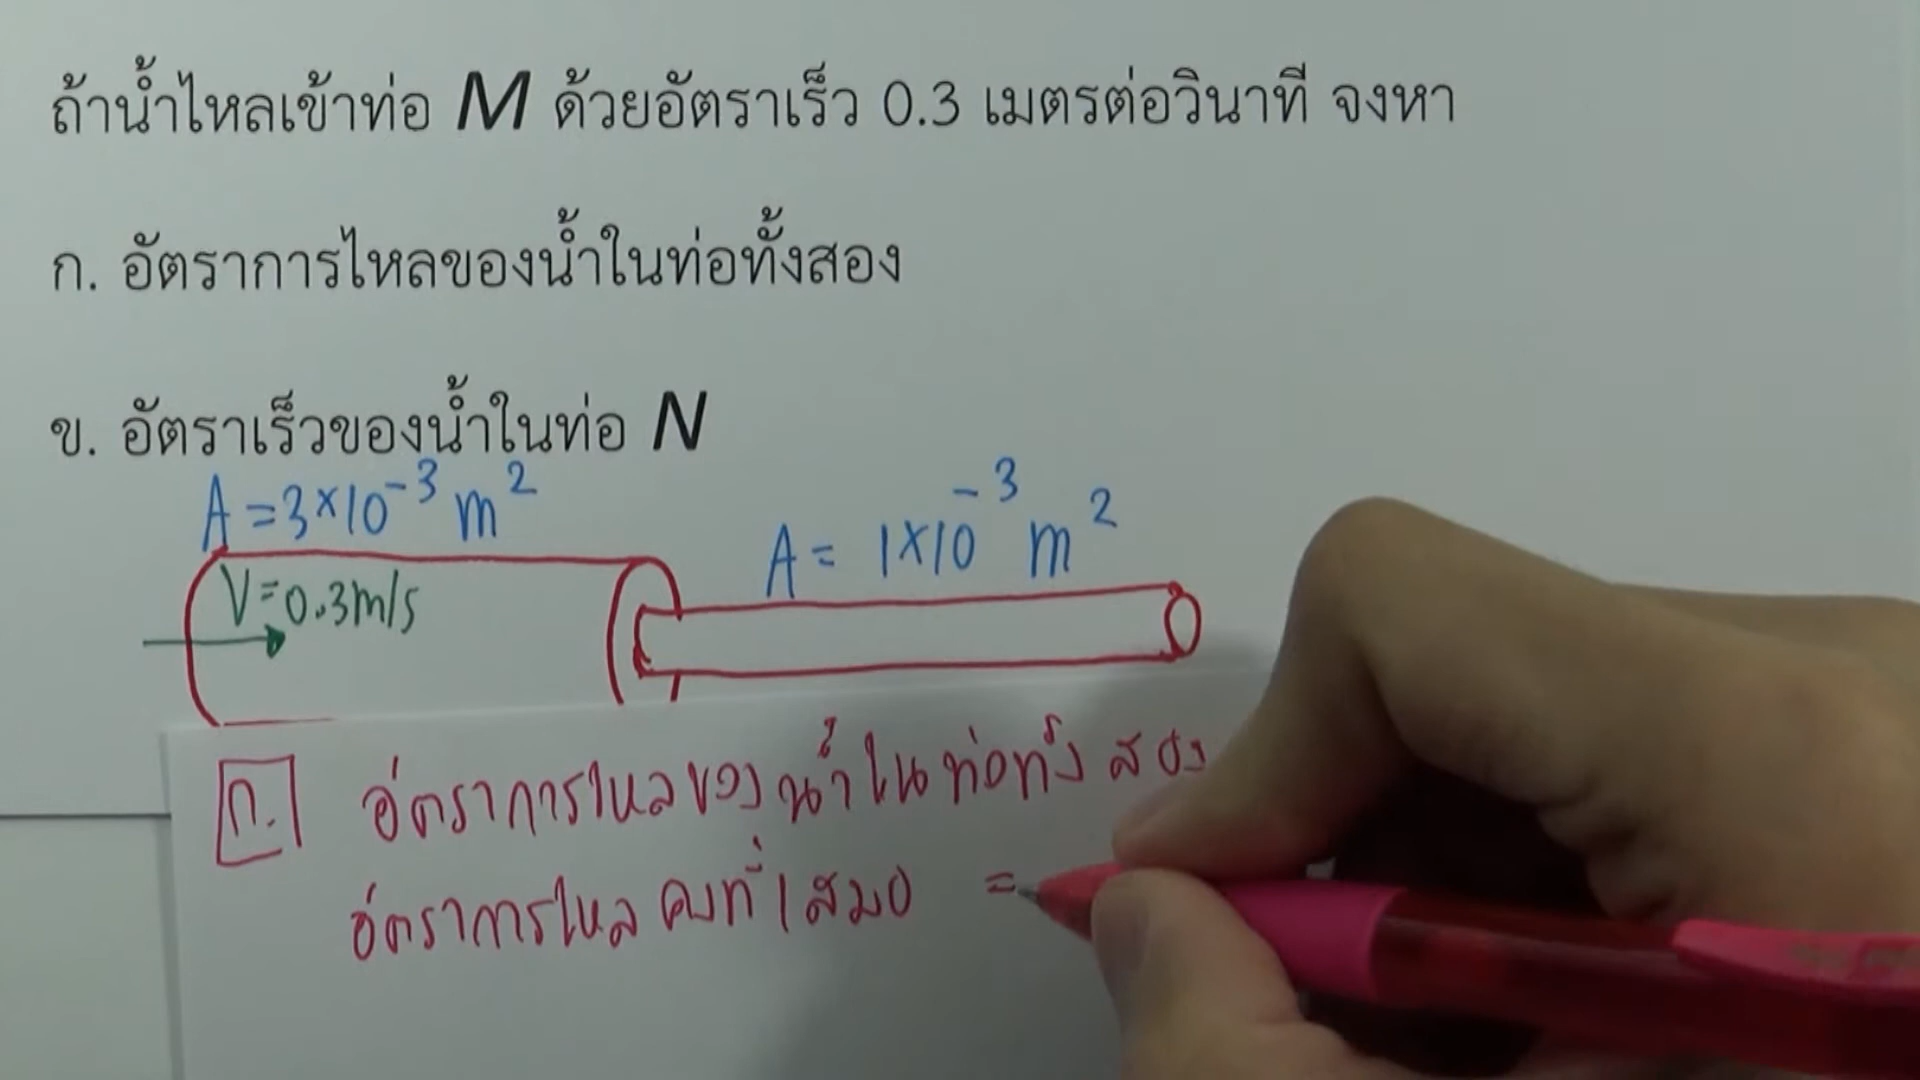 ถ้าน้ำไหลเข้าท่อ M ด้วยอัตราเร็ว 0.3 เมตรต่อวินาที จงหา
ก. อัตราการไหลของน้ำในท่อทั้งสอง
ข. อัตราเร็วของน้ำในท่อ N
A = 3×10⁻³ m²
A = 1×10⁻³ m²
V = 0.3 m/s
ก. อัตราการไหลของน้ำในท่อทั้งสอง
อัตราการไหลคงที่เสมอ =